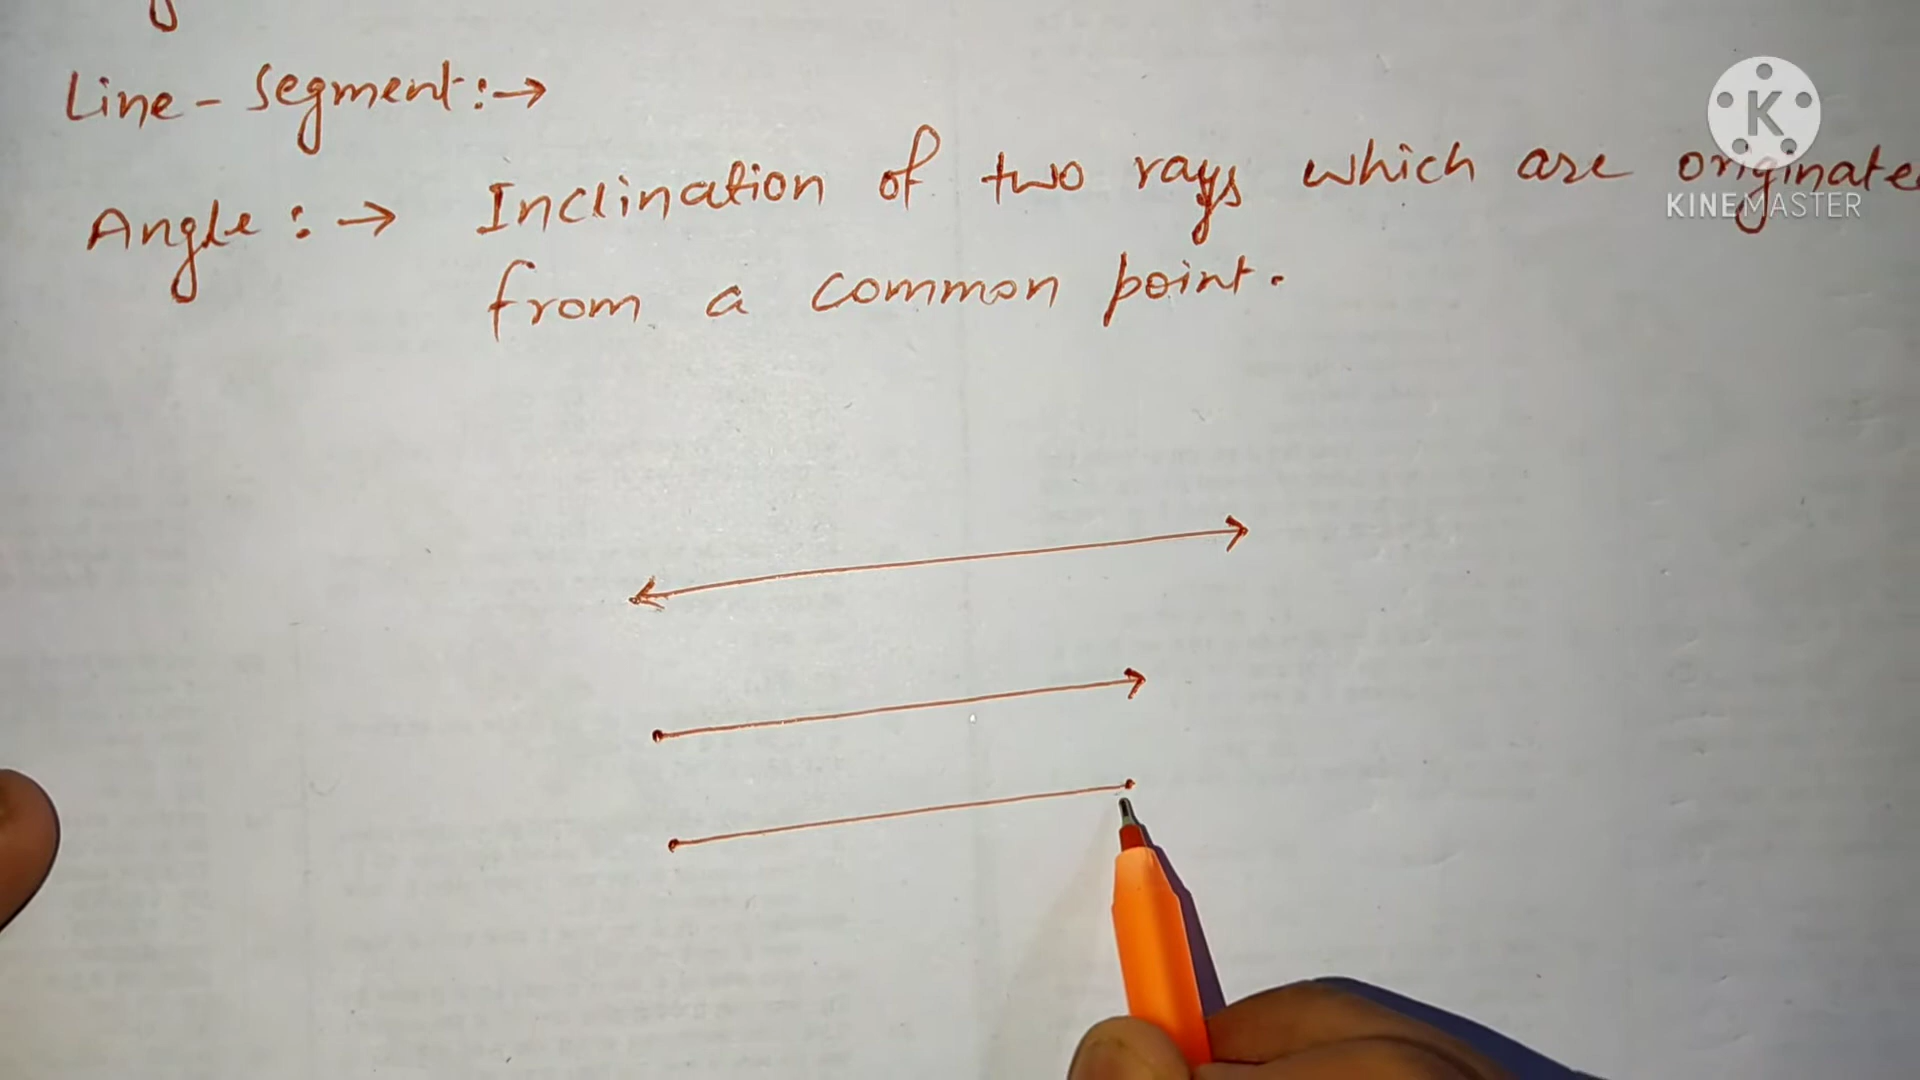 Line - Segment :→
Angle :→ Inclination of two rays which are originate
from a common point.
K
KINEMASTER